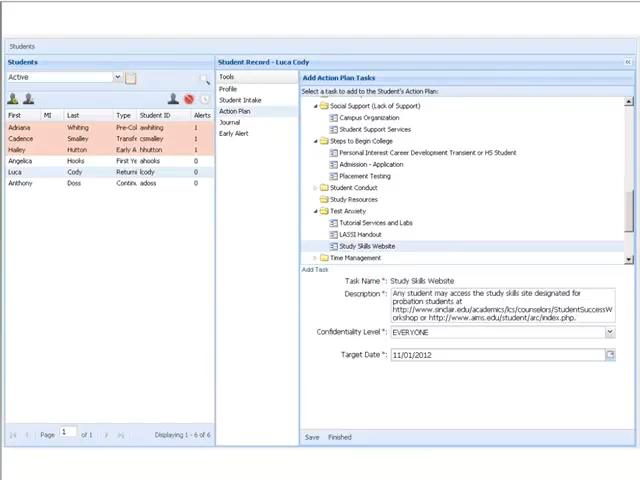 Students
Students
Active
First MI Last Type Student ID Alerts
Adriana Whiting Pre-Col awhiting 1
Cadence Smalley Transfe csmalley 1
Hailey Hutton Early A hhutton 1
Angelica Hooks First Ye ahooks 0
Luca Cody Returni lcody 0
Anthony Doss Continu adoss 0
Page 1 of 1 Displaying 1 - 6 of 6
Student Record - Luca Cody
Tools
Profile
Student Intake
Action Plan
Journal
Early Alert
Add Action Plan Tasks
Select a task to add to the Student's Action Plan:
Social Support (Lack of Support)
Campus Organization
Student Support Services
Steps to Begin College
Personal Interest Career Development Transient or HS Student
Admission - Application
Placement Testing
Student Conduct
Study Resources
Test Anxiety
Tutorial Services and Labs
LASSI Handout
Study Skills Website
Time Management
Add Task
Task Name *: Study Skills Website
Description *: Any student may access the study skills site designated for
probation students at
http://www.sinclair.edu/academics/lcs/counselors/StudentSuccessW
orkshop or http://www.aims.edu/student/arc/index.php.
Confidentiality Level *: EVERYONE
Target Date *: 11/01/2012
Save Finished